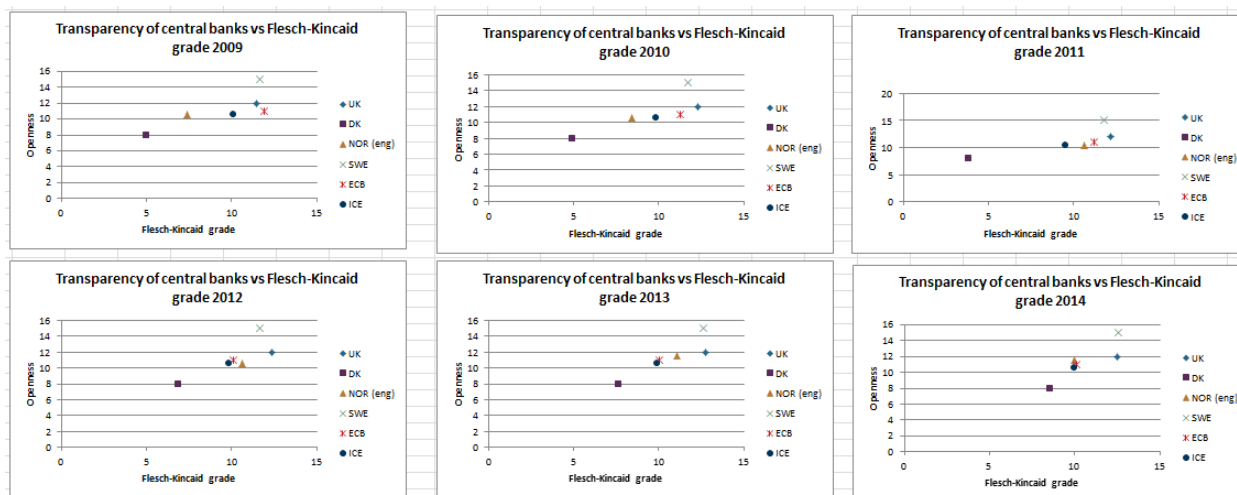 Transparency of central banks vs Flesch-Kincaid
grade 2009
16
14
12
10
8
6
4
2
0
Openness
0 5 10 15
Flesch-Kincaid grade
UK
DK
NOR (eng)
SWE
ECB
ICE
Transparency of central banks vs Flesch-Kincaid
grade 2010
16
14
12
10
8
6
4
2
0
Openness
0 5 10 15
Flesch-Kincaid grade
UK
DK
NOR (eng)
SWE
ECB
ICE
Transparency of central banks vs Flesch-Kincaid
grade 2011
20
15
10
5
0
Openness
0 5 10 15
Flesch-Kincaid grade
UK
DK
NOR (eng)
SWE
ECB
ICE
Transparency of central banks vs Flesch-Kincaid
grade 2012
16
14
12
10
8
6
4
2
0
Openness
0 5 10 15
Flesch-Kincaid grade
UK
DK
NOR (eng)
SWE
ECB
ICE
Transparency of central banks vs Flesch-Kincaid
grade 2013
16
14
12
10
8
6
4
2
0
Openness
0 5 10 15
Flesch-Kincaid grade
UK
DK
NOR (eng)
SWE
ECB
ICE
Transparency of central banks vs Flesch-Kincaid
grade 2014
16
14
12
10
8
6
4
2
0
Openness
0 5 10 15
Flesch-Kincaid grade
UK
DK
NOR (eng)
SWE
ECB
ICE